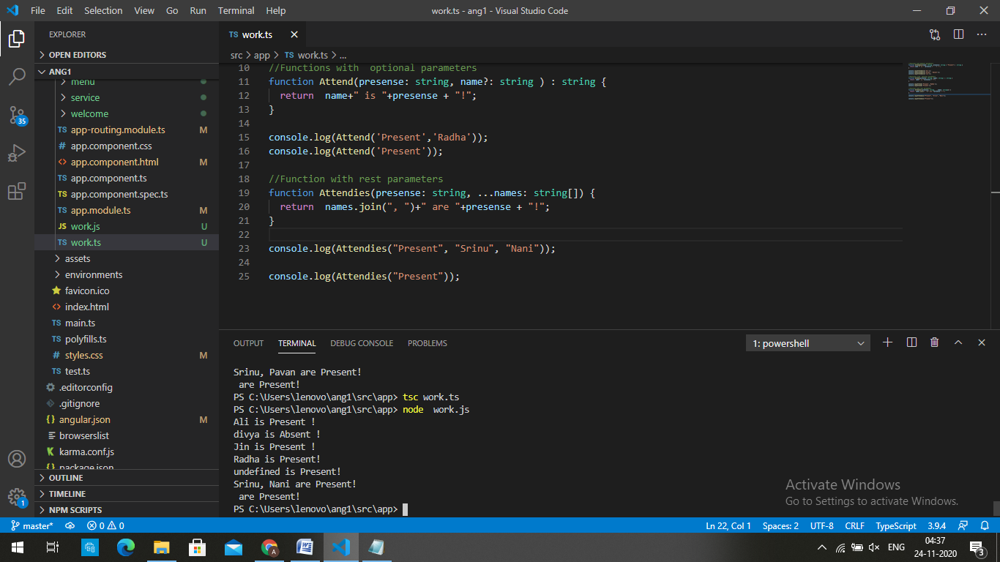 File Edit Selection View Go Run Terminal Help
work.ts - ang1 - Visual Studio Code
EXPLORER
OPEN EDITORS
ANG1
menu
service
welcome
TS app-routing.module.ts M
# app.component.css
<> app.component.html M
TS app.component.ts
TS app.component.spec.ts
TS app.module.ts M
JS work.js U
TS work.ts U
assets
environments
favicon.ico
<> index.html
TS main.ts
TS polyfills.ts
# styles.css M
TS test.ts
.editorconfig
.gitignore
{} angular.json M
browserslist
K karma.conf.js
{} package.json
OUTLINE
TIMELINE
NPM SCRIPTS
35
1
TS work.ts
src > app > TS work.ts > ...
10 //Functions with  optional parameters
11 function Attend(presense: string, name?: string ) : string {
12   return  name+" is "+presense + "!";
13 }
14
15 console.log(Attend('Present','Radha'));
16 console.log(Attend('Present'));
17
18 //Function with rest parameters
19 function Attendies(presense: string, ...names: string[]) {
20   return  names.join(", ")+" are "+presense + "!";
21 }
22
23 console.log(Attendies("Present", "Srinu", "Nani"));
24
25 console.log(Attendies("Present"));
OUTPUT TERMINAL DEBUG CONSOLE PROBLEMS
1: powershell
Srinu, Pavan are Present!
 are Present!
PS C:\Users\lenovo\ang1\src\app> tsc work.ts
PS C:\Users\lenovo\ang1\src\app> node  work.js
Ali is Present !
divya is Absent !
Jin is Present !
Radha is Present!
undefined is Present!
Srinu, Nani are Present!
 are Present!
PS C:\Users\lenovo\ang1\src\app>
Activate Windows
Go to Settings to activate Windows.
master* 0 0
Ln 22, Col 1 Spaces: 2 UTF-8 CRLF TypeScript 3.9.4
A
W
ENG
04:37
24-11-2020
3